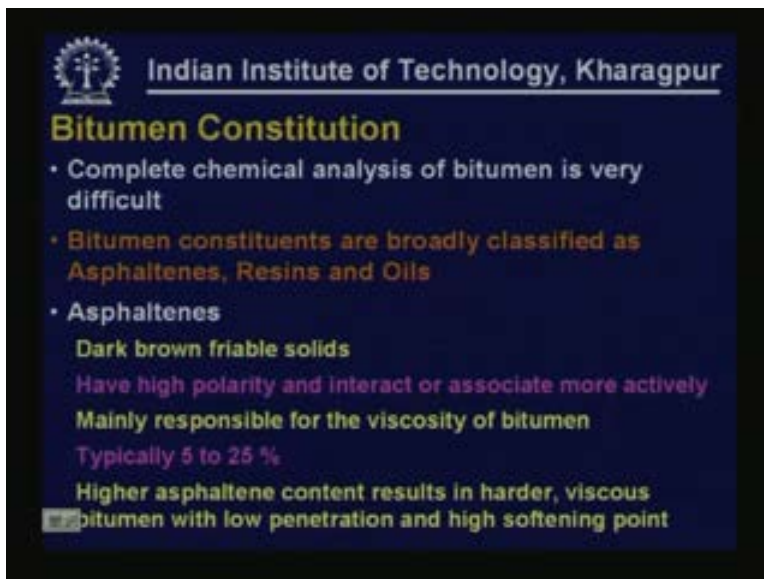 Indian Institute of Technology, Kharagpur
Bitumen Constitution
• Complete chemical analysis of bitumen is very
difficult
• Bitumen constituents are broadly classified as
Asphaltenes, Resins and Oils
• Asphaltenes
Dark brown friable solids
Have high polarity and interact or associate more actively
Mainly responsible for the viscosity of bitumen
Typically 5 to 25 %
Higher asphaltene content results in harder, viscous
bitumen with low penetration and high softening point